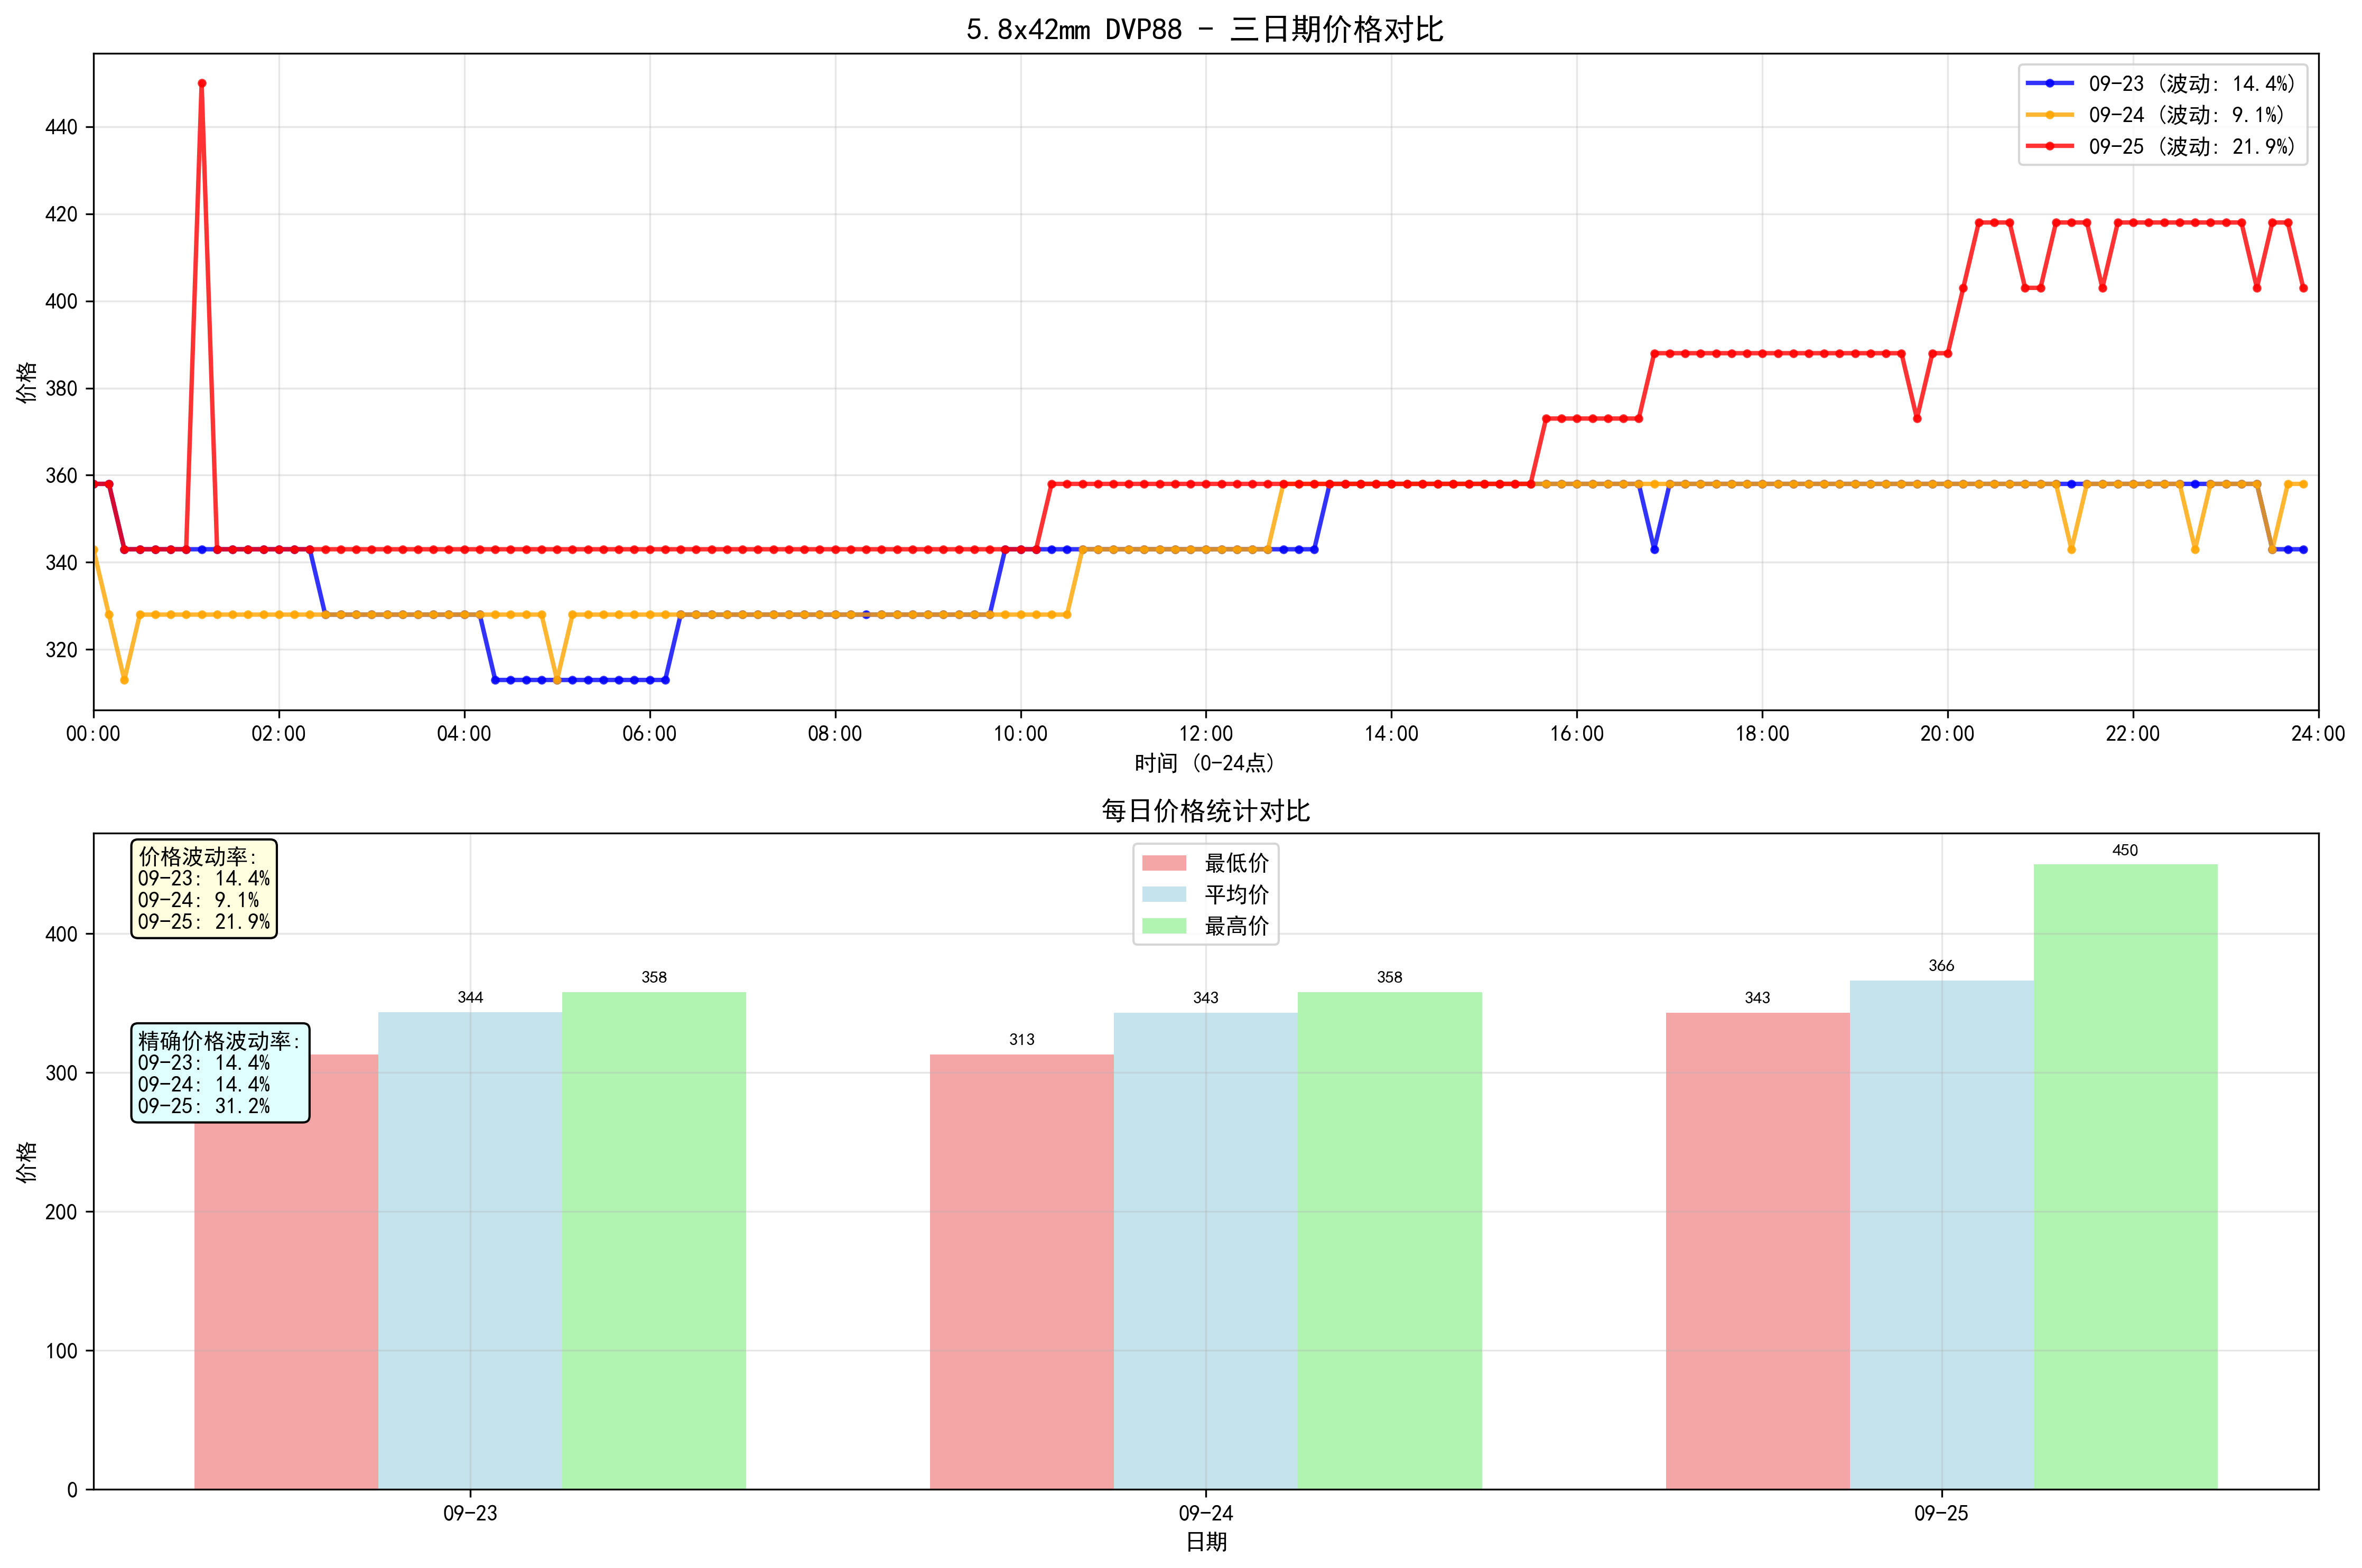 5.8x42mm DVP88 - 三日期价格对比
09-23 (波动: 14.4%)
09-24 (波动: 9.1%)
09-25 (波动: 21.9%)
价格
440
420
400
380
360
340
320
00:00 02:00 04:00 06:00 08:00 10:00 12:00 14:00 16:00 18:00 20:00 22:00 24:00
时间 (0-24点)
每日价格统计对比
价格波动率:
09-23: 14.4%
09-24: 9.1%
09-25: 21.9%
精确价格波动率:
09-23: 14.4%
09-24: 14.4%
09-25: 31.2%
最低价
平均价
最高价
344
358
313
343
358
343
366
450
价格
400
300
200
100
0
09-23 09-24 09-25
日期